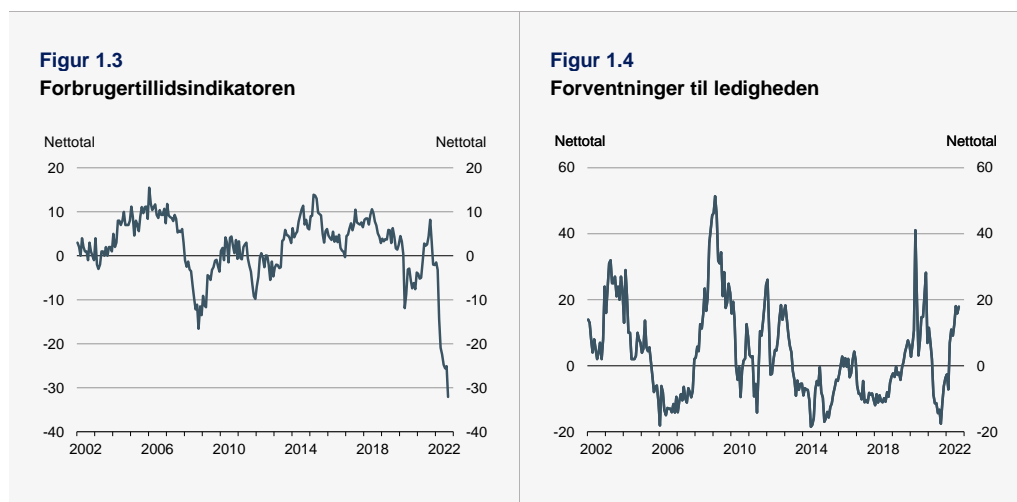 Figur 1.3
Forbrugertillidsindikatoren
Nettotal Nettotal
20 20
10 10
0 0
-10 -10
-20 -20
-30 -30
-40 -40
2002 2006 2010 2014 2018 2022
Figur 1.4
Forventninger til ledigheden
Nettotal Nettotal
60 60
40 40
20 20
0 0
-20 -20
2002 2006 2010 2014 2018 2022